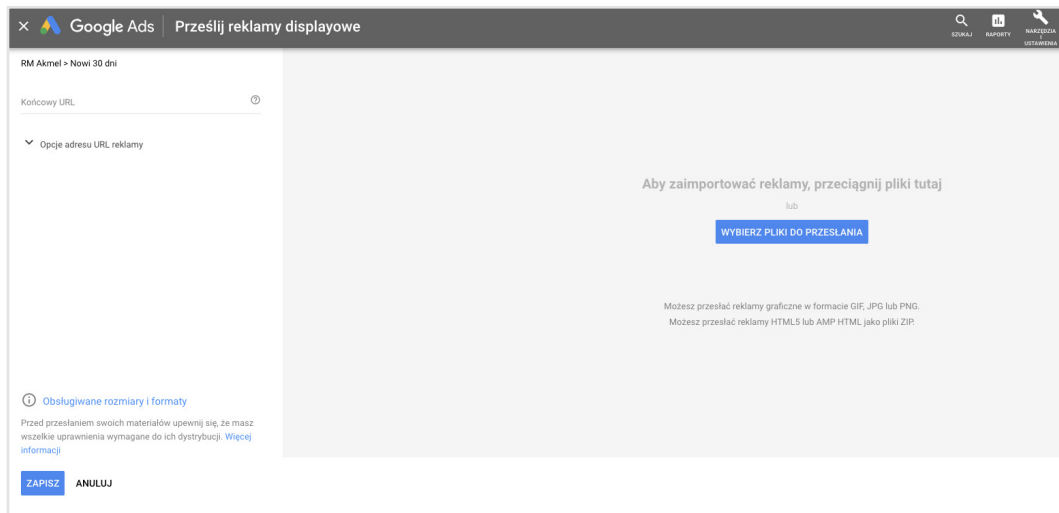 Google Ads | Prześlij reklamy displayowe
SZUKAJ
RAPORTY
NARZĘDZIA
I
USTAWIENIA
RM Akmel > Nowi 30 dni
Końcowy URL
Opcje adresu URL reklamy
Aby zaimportować reklamy, przeciągnij pliki tutaj
lub
WYBIERZ PLIKI DO PRZESŁANIA
Możesz przesłać reklamy graficzne w formacie GIF, JPG lub PNG.
Możesz przesłać reklamy HTML5 lub AMP HTML jako pliki ZIP.
Obsługiwane rozmiary i formaty
Przed przesłaniem swoich materiałów upewnij się, że masz
wszelkie uprawnienia wymagane do ich dystrybucji. Więcej
informacji
ZAPISZ ANULUJ